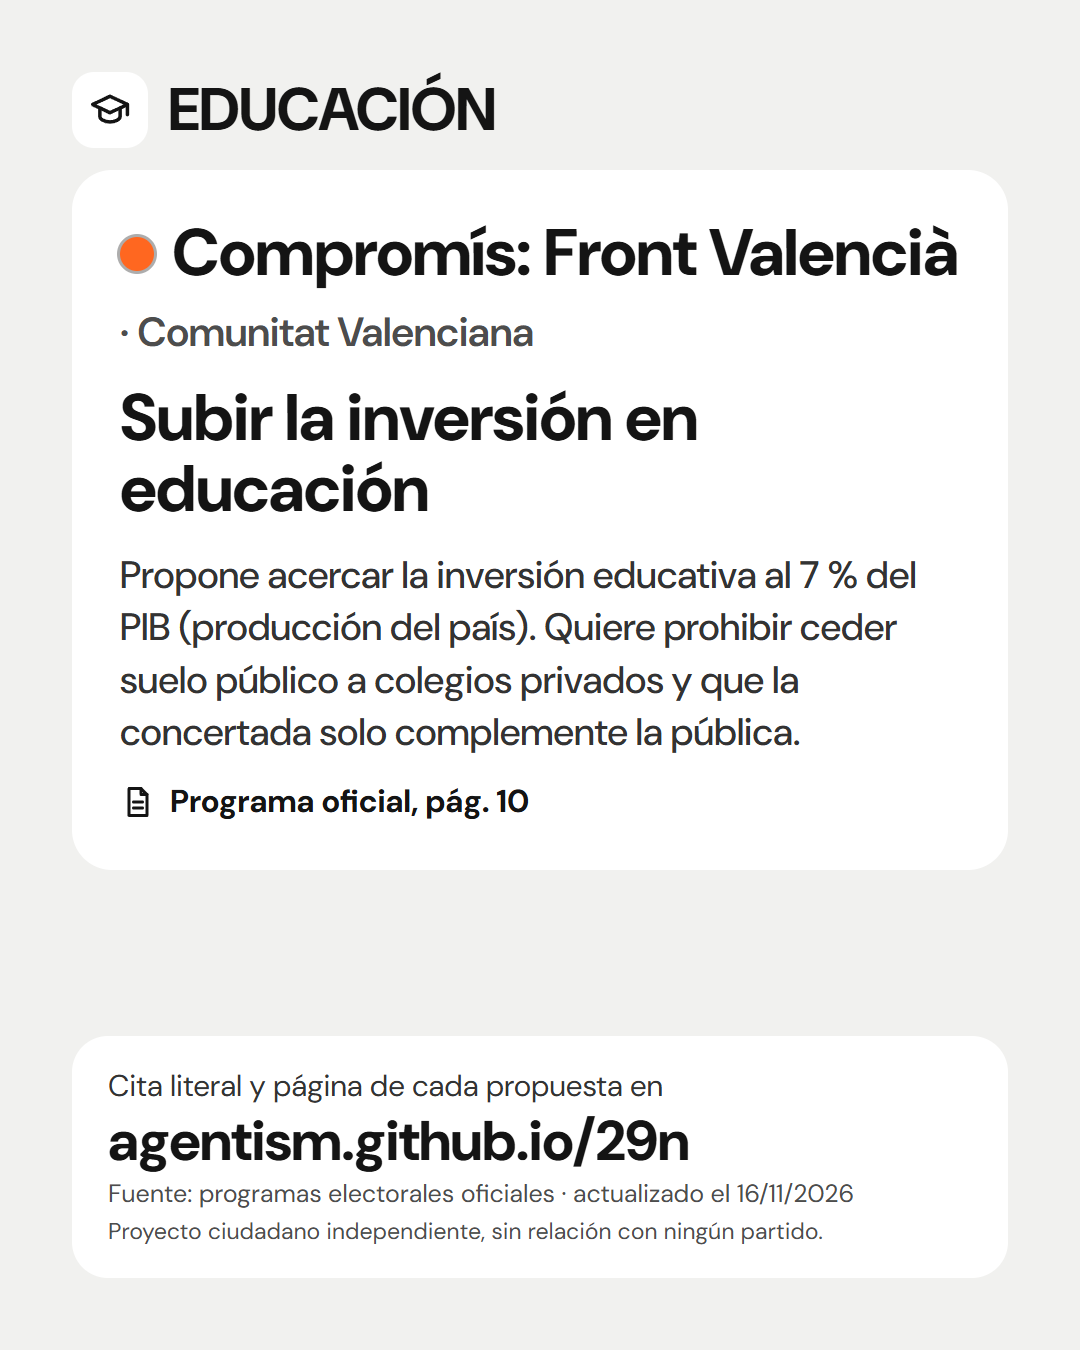 EDUCACIÓN
Compromís: Front Valencià
· Comunitat Valenciana
Subir la inversión en
educación
Propone acercar la inversión educativa al 7 % del
PIB (producción del país). Quiere prohibir ceder
suelo público a colegios privados y que la
concertada solo complemente la pública.
Programa oficial, pág. 10
Cita literal y página de cada propuesta en
agentism.github.io/29n
Fuente: programas electorales oficiales · actualizado el 16/11/2026
Proyecto ciudadano independiente, sin relación con ningún partido.